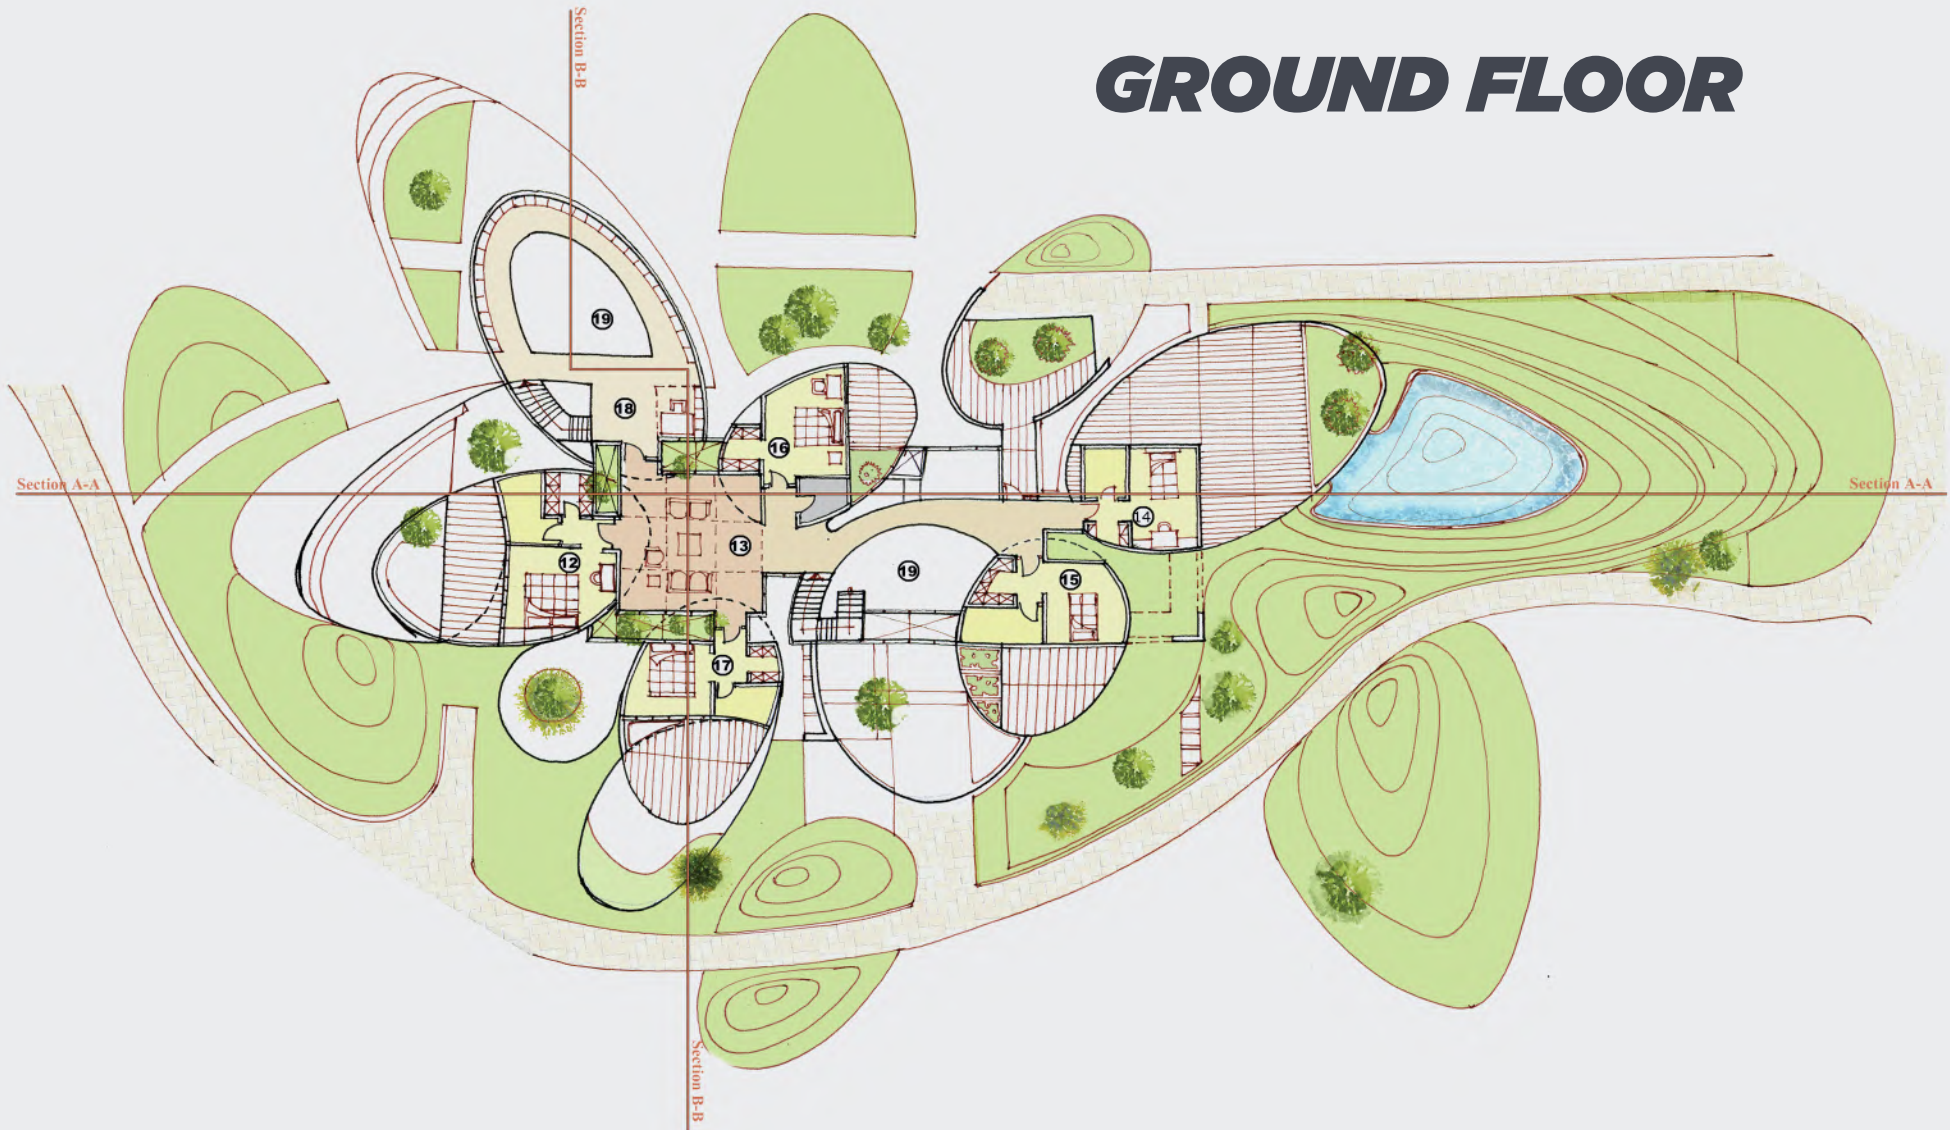 Section B-B
GROUND FLOOR
19
18
16
Section A-A
Section A-A
14
13
12
19
15
17
Section B-B